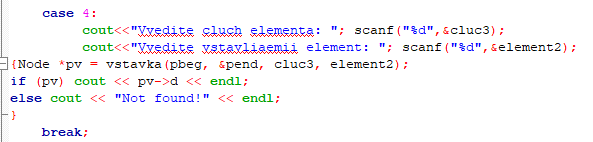 case 4:
cout<<"Vvedite cluch elementa: "; scanf("%d",&cluc3);
cout<<"Vvedite vstavliaemii element: "; scanf("%d",&element2);
{Node *pv = vstavka(pbeg, &pend, cluc3, element2);
if (pv) cout << pv->d << endl;
else cout << "Not found!" << endl;
}
break;